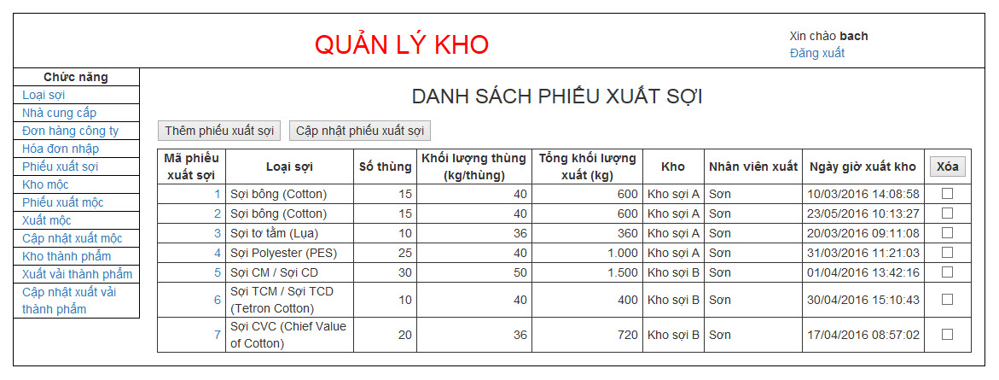 QUẢN LÝ KHO
Xin chào bach
Đăng xuất
Chức năng
Loại sợi
Nhà cung cấp
Đơn hàng công ty
Hóa đơn nhập
Phiếu xuất sợi
Kho mộc
Phiếu xuất mộc
Xuất mộc
Cập nhật xuất mộc
Kho thành phẩm
Xuất vải thành phẩm
Cập nhật xuất vải
thành phẩm
DANH SÁCH PHIẾU XUẤT SỢI
Thêm phiếu xuất sợi Cập nhật phiếu xuất sợi
Mã phiếu xuất sợi Loại sợi Số thùng Khối lượng thùng (kg/thùng) Tổng khối lượng xuất (kg) Kho Nhân viên xuất Ngày giờ xuất kho Xóa
1 Sợi bông (Cotton) 15 40 600 Kho sợi A Sơn 10/03/2016 14:08:58
2 Sợi bông (Cotton) 15 40 600 Kho sợi A Sơn 23/05/2016 10:13:27
3 Sợi tơ tằm (Lụa) 10 36 360 Kho sợi A Sơn 20/03/2016 09:11:08
4 Sợi Polyester (PES) 25 40 1.000 Kho sợi A Sơn 31/03/2016 11:21:03
5 Sợi CM / Sợi CD 30 50 1.500 Kho sợi B Sơn 01/04/2016 13:42:16
6 Sợi TCM / Sợi TCD (Tetron Cotton) 10 40 400 Kho sợi B Sơn 30/04/2016 15:10:43
7 Sợi CVC (Chief Value of Cotton) 20 36 720 Kho sợi B Sơn 17/04/2016 08:57:02